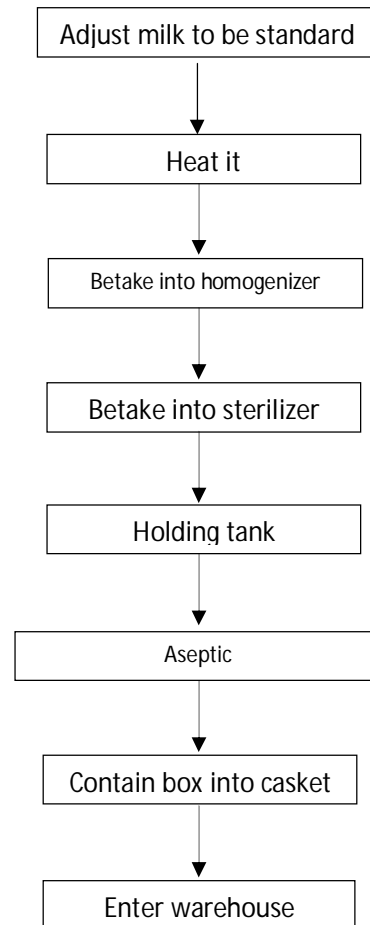 Adjust milk to be standard
Heat it
Betake into homogenizer
Betake into sterilizer
Holding tank
Aseptic
Contain box into casket
Enter warehouse